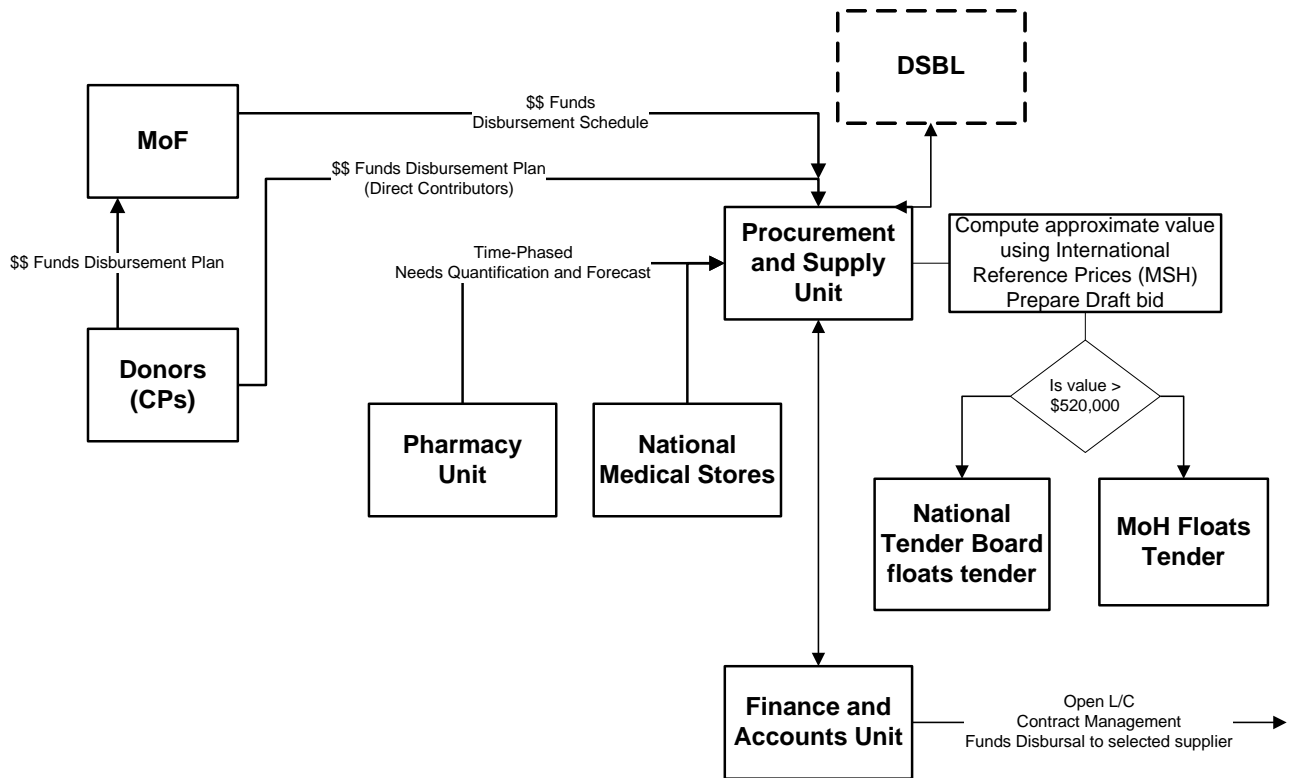 DSBL
MoF
$$ Funds
Disbursement Schedule
$$ Funds Disbursement Plan
(Direct Contributors)
$$ Funds Disbursement Plan
Donors
(CPs)
Time-Phased
Needs Quantification and Forecast
Procurement
and Supply
Unit
Compute approximate value
using International
Reference Prices (MSH)
Prepare Draft bid
Is value >
$520,000
Pharmacy
Unit
National
Medical Stores
National
Tender Board
floats tender
MoH Floats
Tender
Finance and
Accounts Unit
Open L/C
Contract Management
Funds Disbursal to selected supplier